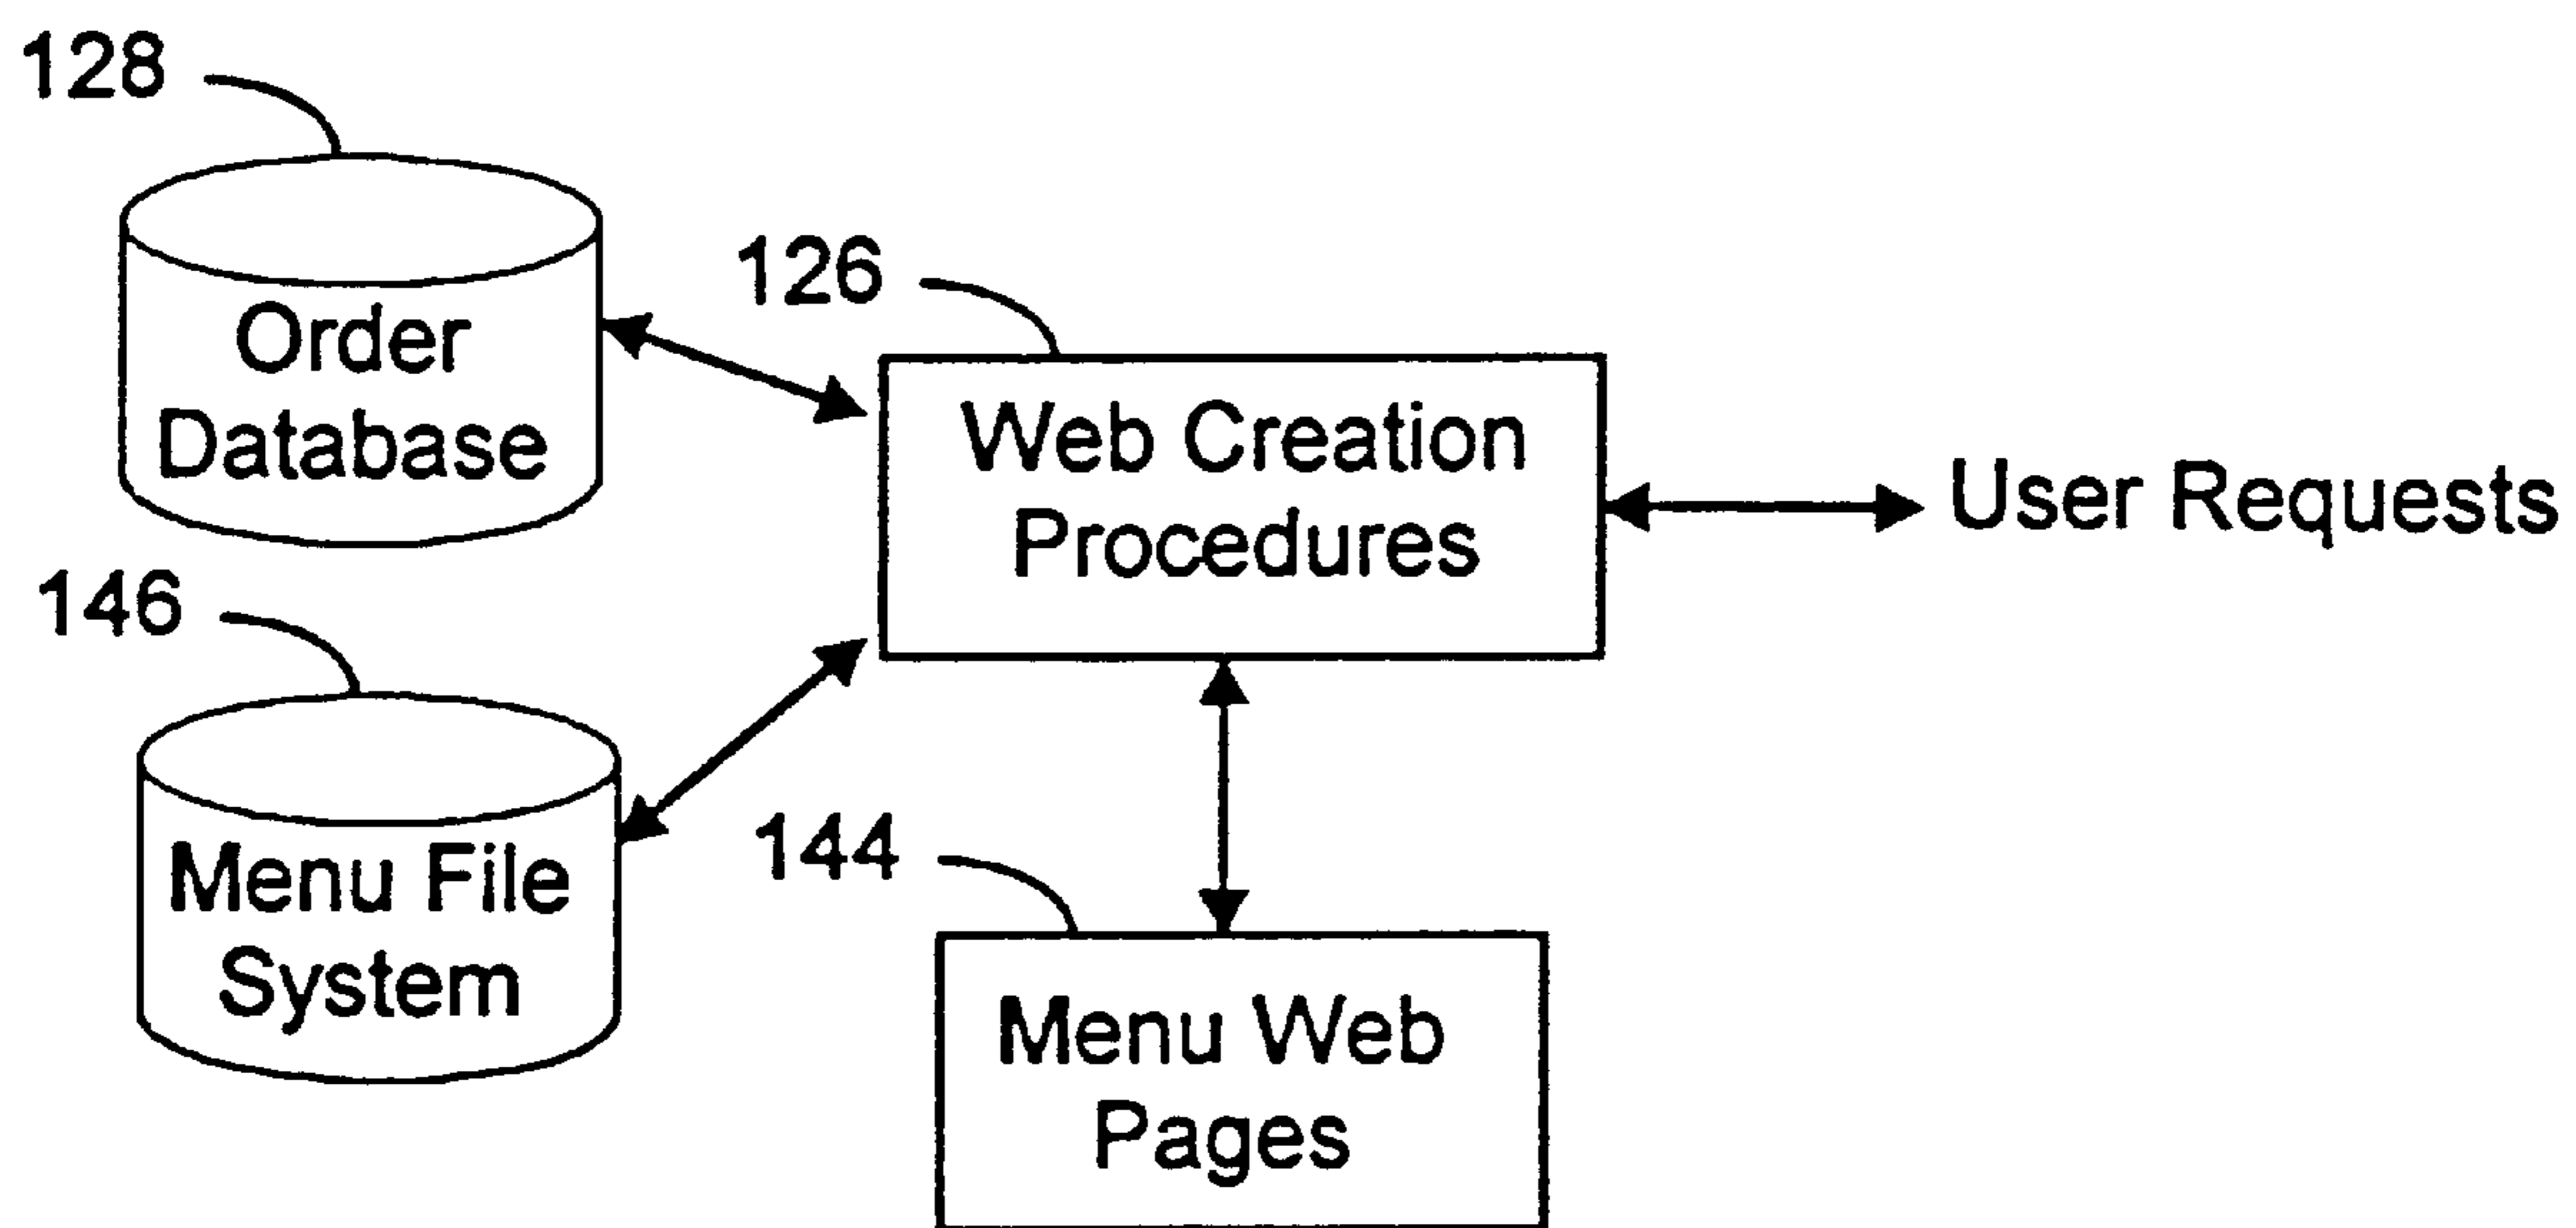 128
Order
Database
126
Web Creation
Procedures
User Requests
146
Menu File
System
144
Menu Web
Pages